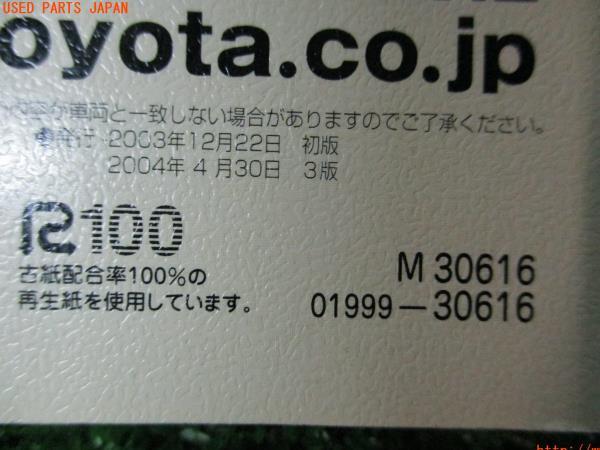 USED PARTS JAPAN
oyota.co.jp
車両と一致しない場合がありますのでご了承ください。
発行 2003年12月22日 初版
2004年 4月30日 3版
R100
古紙配合率100%の
再生紙を使用しています。
M 30616
01999－30616